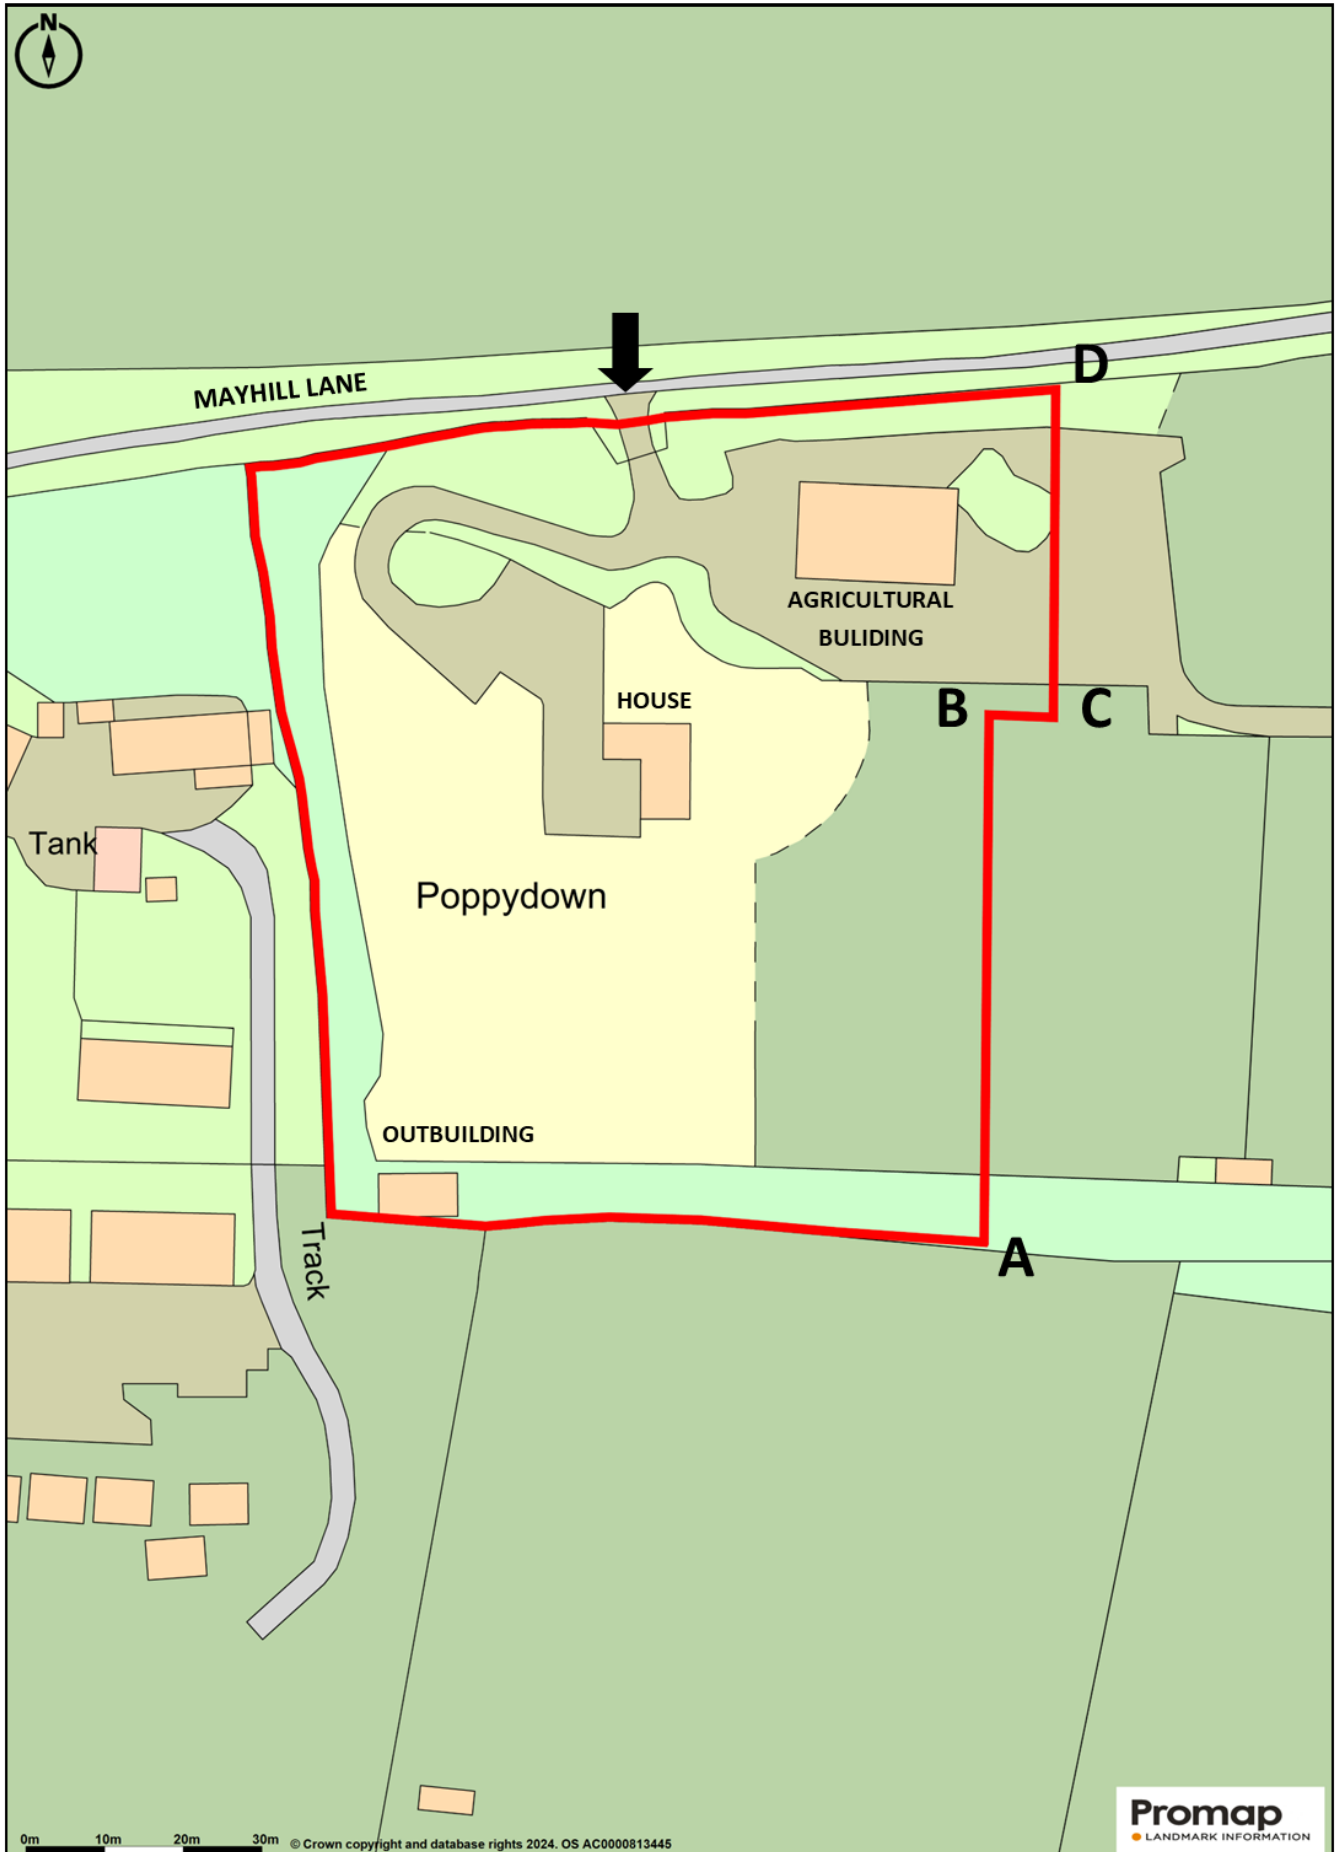 N
MAYHILL LANE
D
AGRICULTURAL
BULIDING
HOUSE
B
C
Tank
Poppydown
OUTBUILDING
A
Track
0m 10m 20m 30m
© Crown copyright and database rights 2024. OS AC0000813445
Promap
LANDMARK INFORMATION